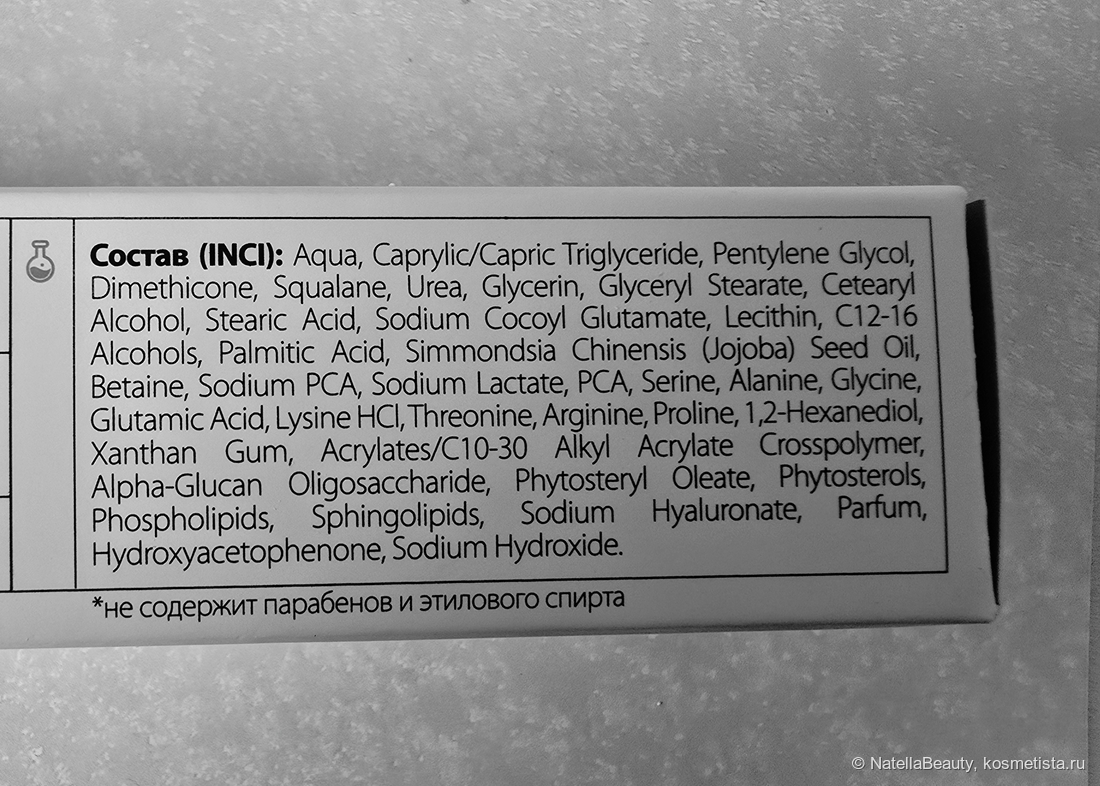 Состав (INCI): Aqua, Caprylic/Capric Triglyceride, Pentylene Glycol,
Dimethicone, Squalane, Urea, Glycerin, Glyceryl Stearate, Cetearyl
Alcohol, Stearic Acid, Sodium Cocoyl Glutamate, Lecithin, C12-16
Alcohols, Palmitic Acid, Simmondsia Chinensis (Jojoba) Seed Oil,
Betaine, Sodium PCA, Sodium Lactate, PCA, Serine, Alanine, Glycine,
Glutamic Acid, Lysine HCl, Threonine, Arginine, Proline, 1,2-Hexanediol,
Xanthan Gum, Acrylates/C10-30 Alkyl Acrylate Crosspolymer,
Alpha-Glucan Oligosaccharide, Phytosteryl Oleate, Phytosterols,
Phospholipids, Sphingolipids, Sodium Hyaluronate, Parfum,
Hydroxyacetophenone, Sodium Hydroxide.
*не содержит парабенов и этилового спирта
© NatellaBeauty, kosmetista.ru